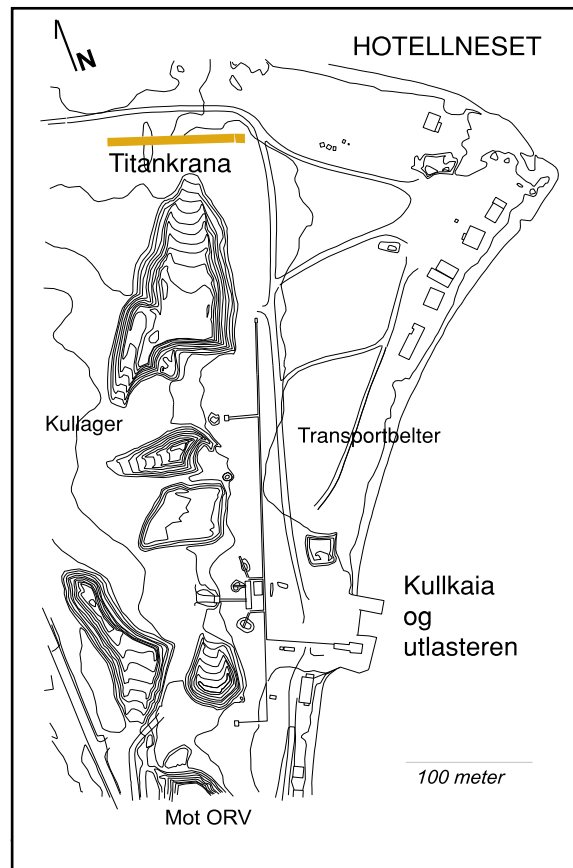 N
HOTELLNESET
Titankrana
Kullager
Transportbelter
Kullkaia
og
utlasteren
100 meter
Mot ORV